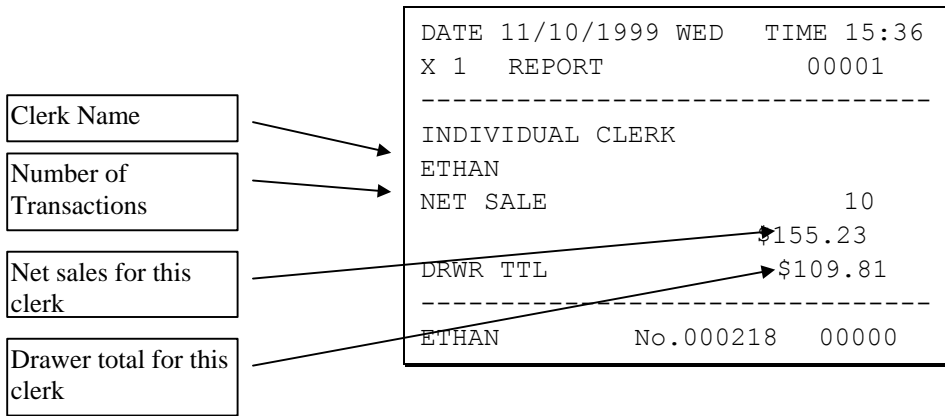 Clerk Name
Number of
Transactions
Net sales for this
clerk
Drawer total for this
clerk
DATE 11/10/1999 WED TIME 15:36
X 1 REPORT 00001
--------------------------------
INDIVIDUAL CLERK
ETHAN
NET SALE 10
$155.23
DRWR TTL $109.81
--------------------------------
ETHAN No.000218 00000